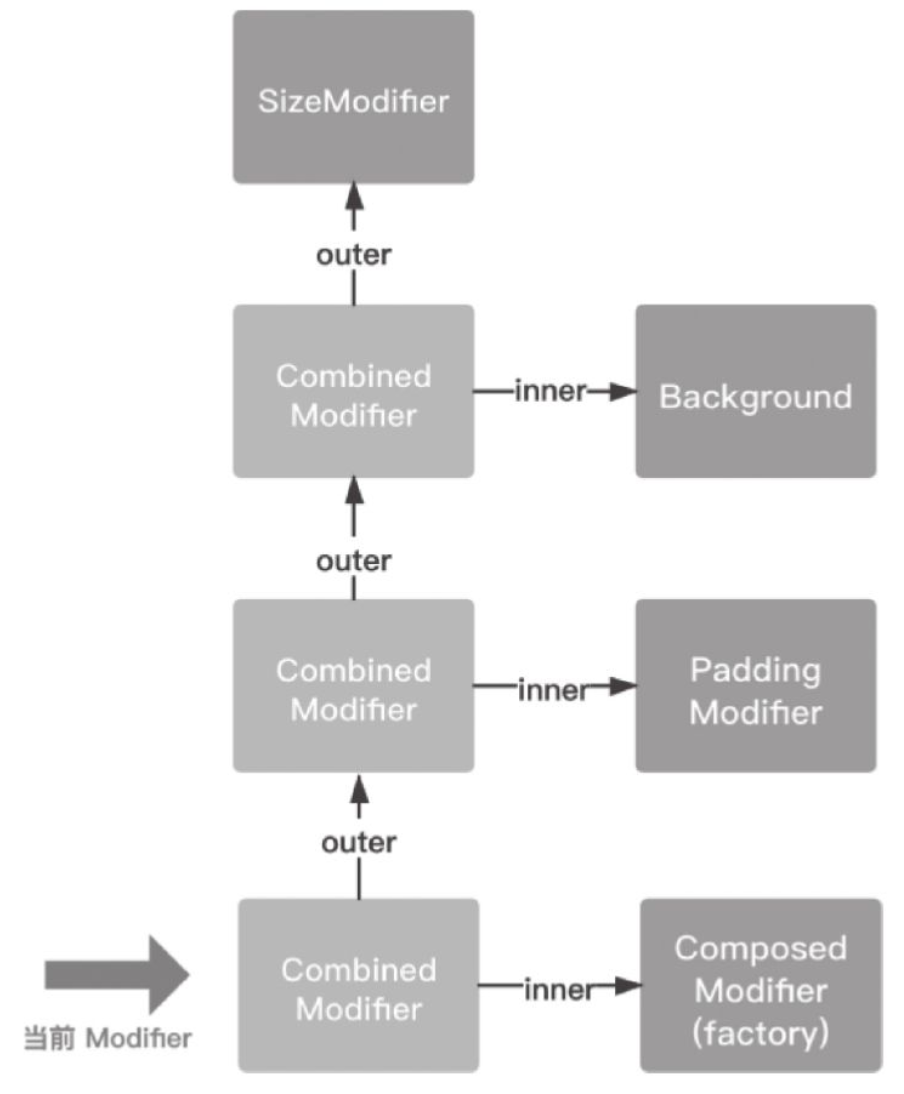 SizeModifier
outer
Combined
Modifier
inner
Background
outer
Combined
Modifier
inner
Padding
Modifier
outer
Combined
Modifier
inner
Composed
Modifier
(factory)
当前 Modifier